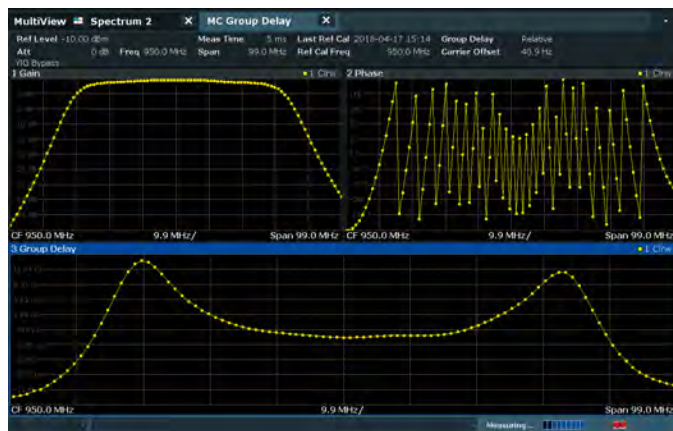 MultiView Spectrum 2 X MC Group Delay X
Ref Level -10.00 dBm Meas Time 5 ms Last Ref Cal 2018-04-17 15:14 Group Delay Relative
Att 0 dB Freq 950.0 MHz Span 99.0 MHz Ref Cal Freq 950.0 MHz Carrier Offset 40.9 Hz
YIG Bypass
1 Gain 1 Clrw 2 Phase 1 Clrw
CF 950.0 MHz 9.9 MHz/ Span 99.0 MHz CF 950.0 MHz 9.9 MHz/ Span 99.0 MHz
3 Group Delay 1 Clrw
CF 950.0 MHz 9.9 MHz/ Span 99.0 MHz
Measuring...